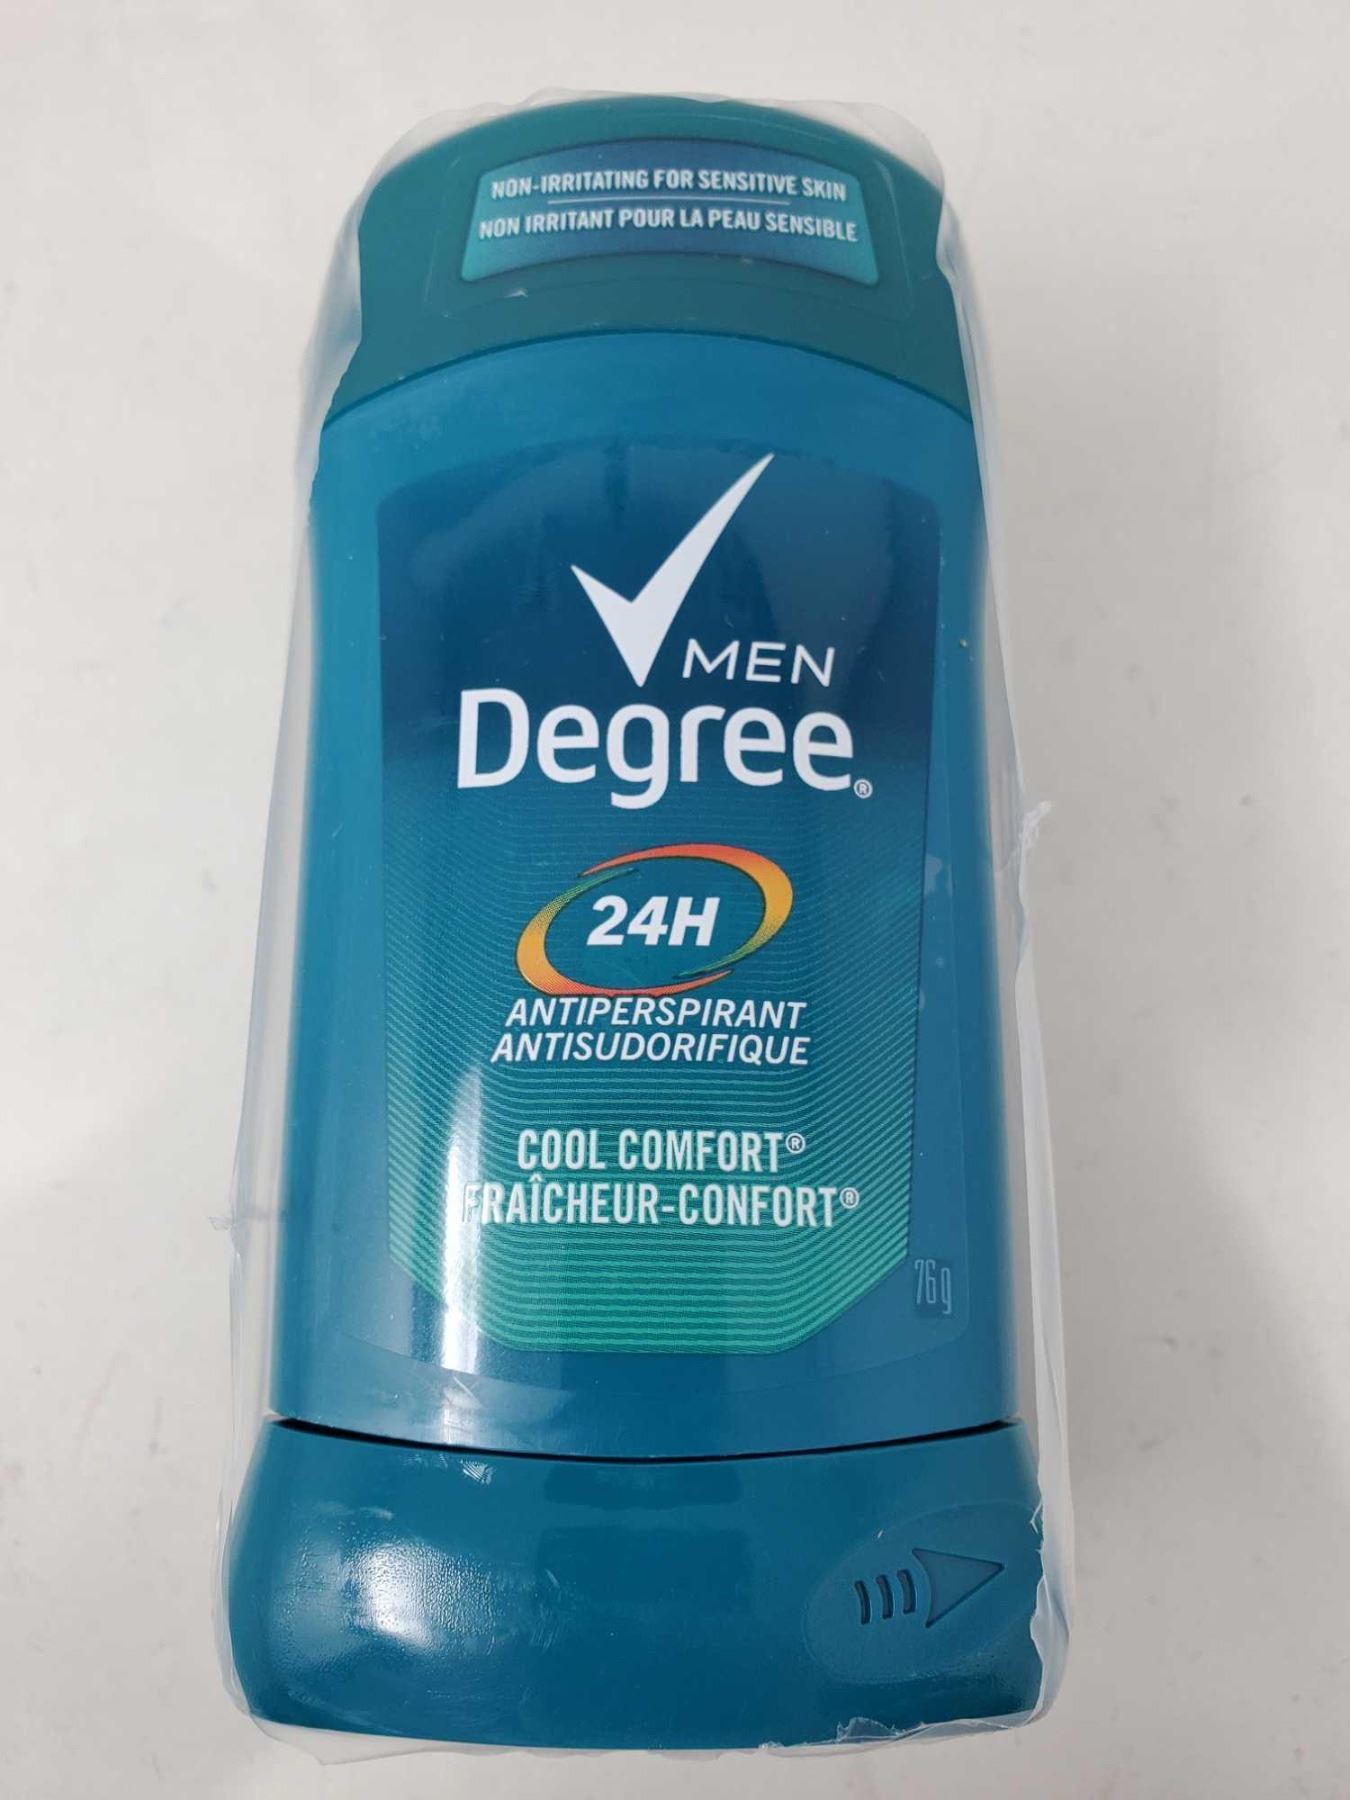 NON-IRRITATING FOR SENSITIVE SKIN
NON IRRITANT POUR LA PEAU SENSIBLE
MEN
Degree®
24H
ANTIPERSPIRANT
ANTISUDORIFIQUE
COOL COMFORT®
FRAÎCHEUR-CONFORT®
76 g